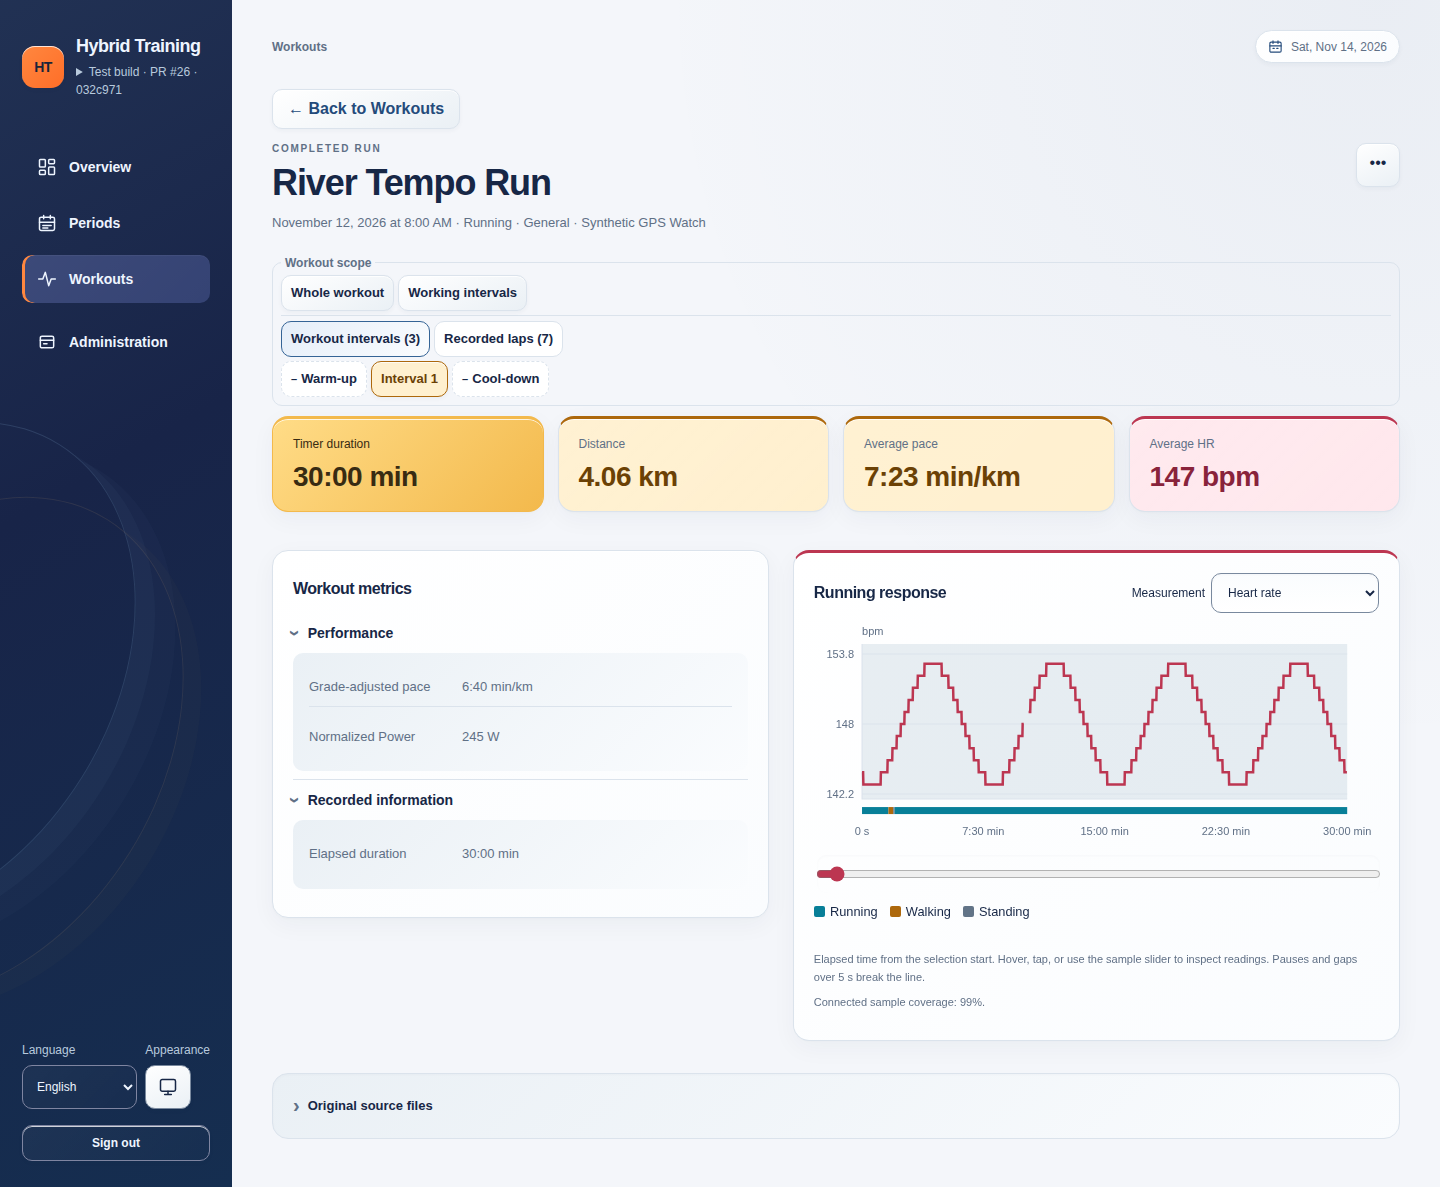 HT
Hybrid Training
Test build · PR #26 ·
032c971
Overview
Periods
Workouts
Administration
Language
Appearance
English
Sign out
Workouts
Sat, Nov 14, 2026
← Back to Workouts
COMPLETED RUN
River Tempo Run
•••
November 12, 2026 at 8:00 AM · Running · General · Synthetic GPS Watch
Workout scope
Whole workout
Working intervals
Workout intervals (3)
Recorded laps (7)
– Warm-up
Interval 1
– Cool-down
Timer duration
30:00 min
Distance
4.06 km
Average pace
7:23 min/km
Average HR
147 bpm
Workout metrics
Performance
Grade-adjusted pace 6:40 min/km
Normalized Power 245 W
Recorded information
Elapsed duration 30:00 min
Running response
Measurement
Heart rate
bpm
153.8
148
142.2
0 s
7:30 min
15:00 min
22:30 min
30:00 min
Running
Walking
Standing
Elapsed time from the selection start. Hover, tap, or use the sample slider to inspect readings. Pauses and gaps
over 5 s break the line.
Connected sample coverage: 99%.
Original source files